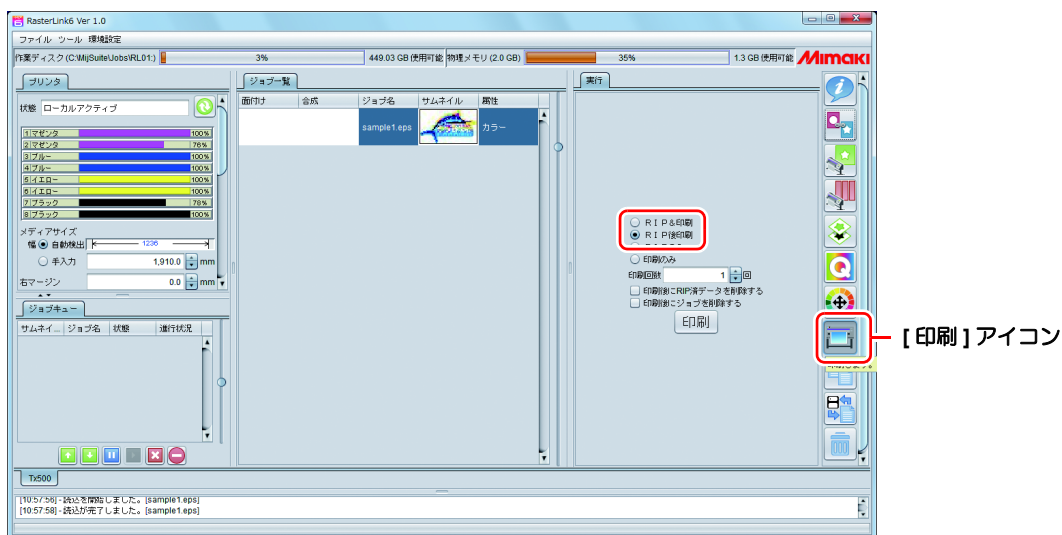 RasterLink6 Ver 1.0
ファイル ツール 環境設定
作業ディスク (C:\MijSuite\Jobs\RL01:) 3% 449.03 GB 使用可能 物理メモリ (2.0 GB) 35% 1.3 GB 使用可能 Mimaki
プリンタ
状態 ローカルアクティブ
1 マゼンタ 100%
2 マゼンタ 76%
3 ブルー 100%
4 ブルー 100%
5 イエロー 100%
6 イエロー 100%
7 ブラック 78%
8 ブラック 100%
メディアサイズ
幅 自動検出 1236
手入力 1,910.0 mm
右マージン 0.0 mm
ジョブキュー
サムネイ... ジョブ名 状態 進行状況
ジョブ一覧
面付け 合成 ジョブ名 サムネイル 属性
sample1.eps カラー
実行
RIP&印刷
RIP後印刷
印刷のみ
印刷回数 1 回
印刷後にRIP済データを削除する
印刷後にジョブを削除する
印刷
[ 印刷 ] アイコン
Tx500
[10:57:56] - 読込を開始しました。[sample1.eps]
[10:57:58] - 読込が完了しました。[sample1.eps]